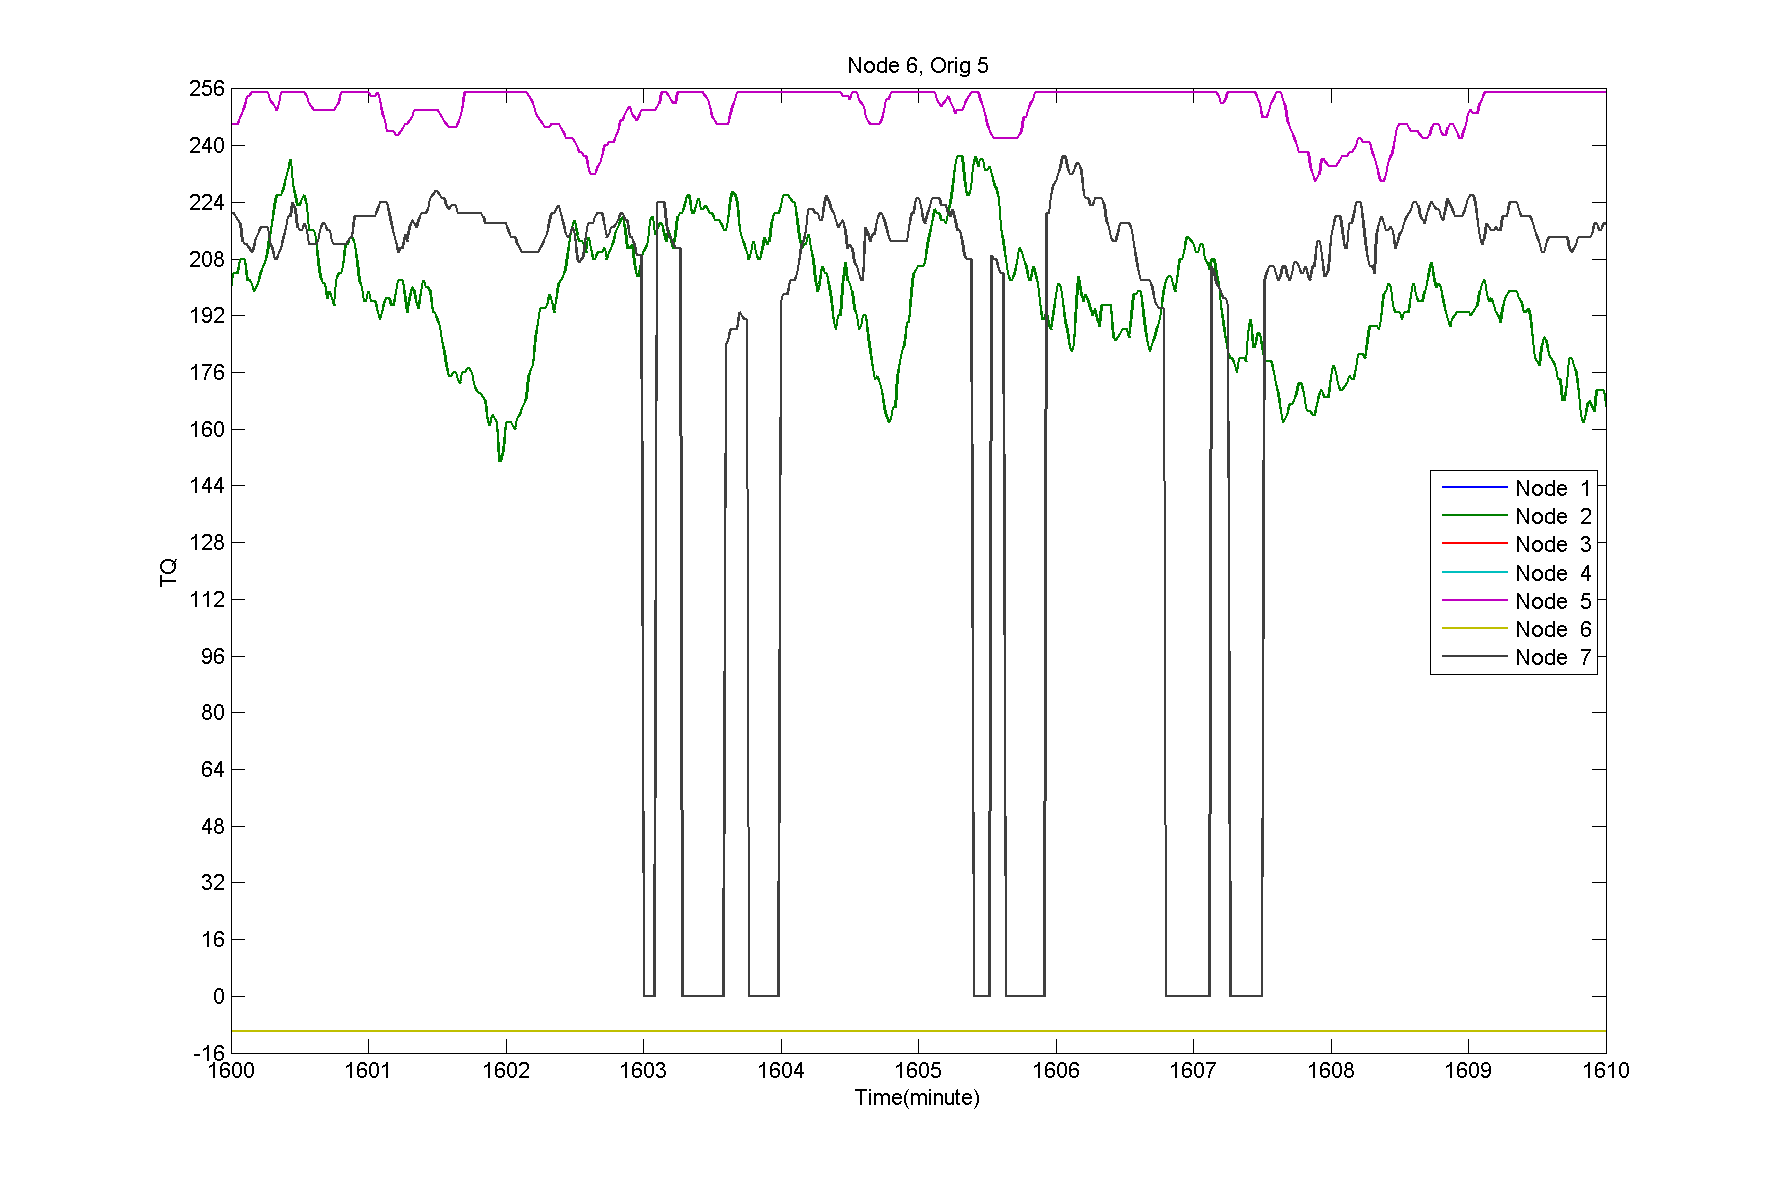 Node 6, Orig 5
256
240
224
208
192
176
160
144
128
112
96
80
64
48
32
16
0
-16
TQ
Node 1
Node 2
Node 3
Node 4
Node 5
Node 6
Node 7
1600 1601 1602 1603 1604 1605 1606 1607 1608 1609 1610
Time(minute)